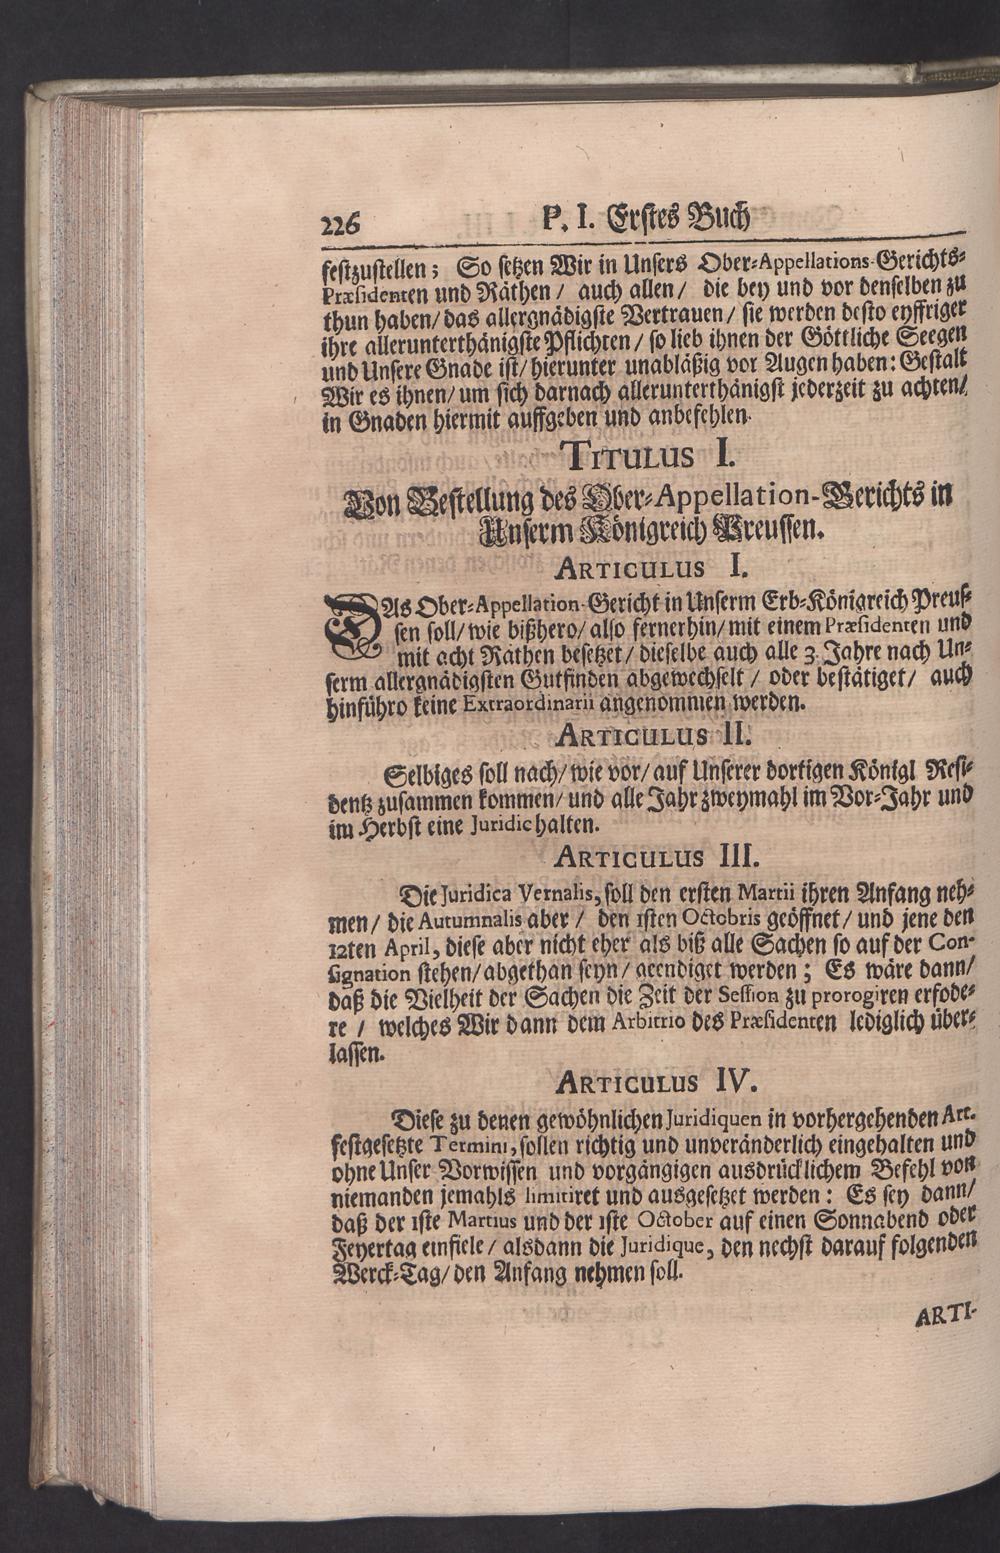 226 P. I. Erstes Buch
festzustellen; So setzen Wir in Unsers Ober-Appellations-Gerichts-
Præsidenten und Räthen / auch allen / die bey und vor denselben zu
thun haben / das allergnädigste Vertrauen / sie werden desto eyffriger
ihre allerunterthänigste Pflichten / so lieb ihnen der Göttliche Seegen
und Unsere Gnade ist / hierunter unabläßig vor Augen haben: Gestalt
Wir es ihnen / um sich darnach allerunterthänigst jederzeit zu achten /
in Gnaden hiermit auffgeben und anbefehlen.
TITULUS I.
Von Bestellung des Ober-Appellation-Gerichts in
Unserm Königreich Preussen.
ARTICULUS I.
DAs Ober-Appellation-Gericht in Unserm Erb-Königreich Preus-
sen soll / wie bißhero / also fernerhin / mit einem Præsidenten und
mit acht Räthen besetzet / dieselbe auch alle 3. Jahre nach Un-
serm allergnädigsten Gutfinden abgewechselt / oder bestätiget / auch
hinführo keine Extraordinarii angenommen werden.
ARTICULUS II.
Selbiges soll nach / wie vor / auf Unserer dortigen Königl Resi-
dentz zusammen kommen / und alle Jahr zweymahl im Vor-Jahr und
im Herbst eine Juridic halten.
ARTICULUS III.
Die Juridica Vernalis, soll den ersten Martii ihren Anfang neh-
men / die Autumnalis aber / den 1sten Octobris geöffnet / und jene den
12ten April, diese aber nicht eher als biß alle Sachen so auf der Con-
signation stehen / abgethan seyn / geendiget werden; Es wäre dann /
daß die Vielheit der Sachen die Zeit der Session zu prorogiren erfode-
re / welches Wir dann dem Arbitrio des Præsidenten lediglich über-
lassen.
ARTICULUS IV.
Diese zu denen gewöhnlichen Juridiquen in vorhergehenden Art.
festgesetzte Termini, sollen richtig und unveränderlich eingehalten und
ohne Unser Vorwissen und vorgängigen ausdrücklichem Befehl von
niemanden jemahls limitiret und ausgesetzet werden: Es sey dann /
daß der 1ste Martius und der 1ste October auf einen Sonnabend oder
Feyertag einfiele / alsdann die Juridique, den nechst darauf folgenden
Werck-Tag / den Anfang nehmen soll.
ARTI-